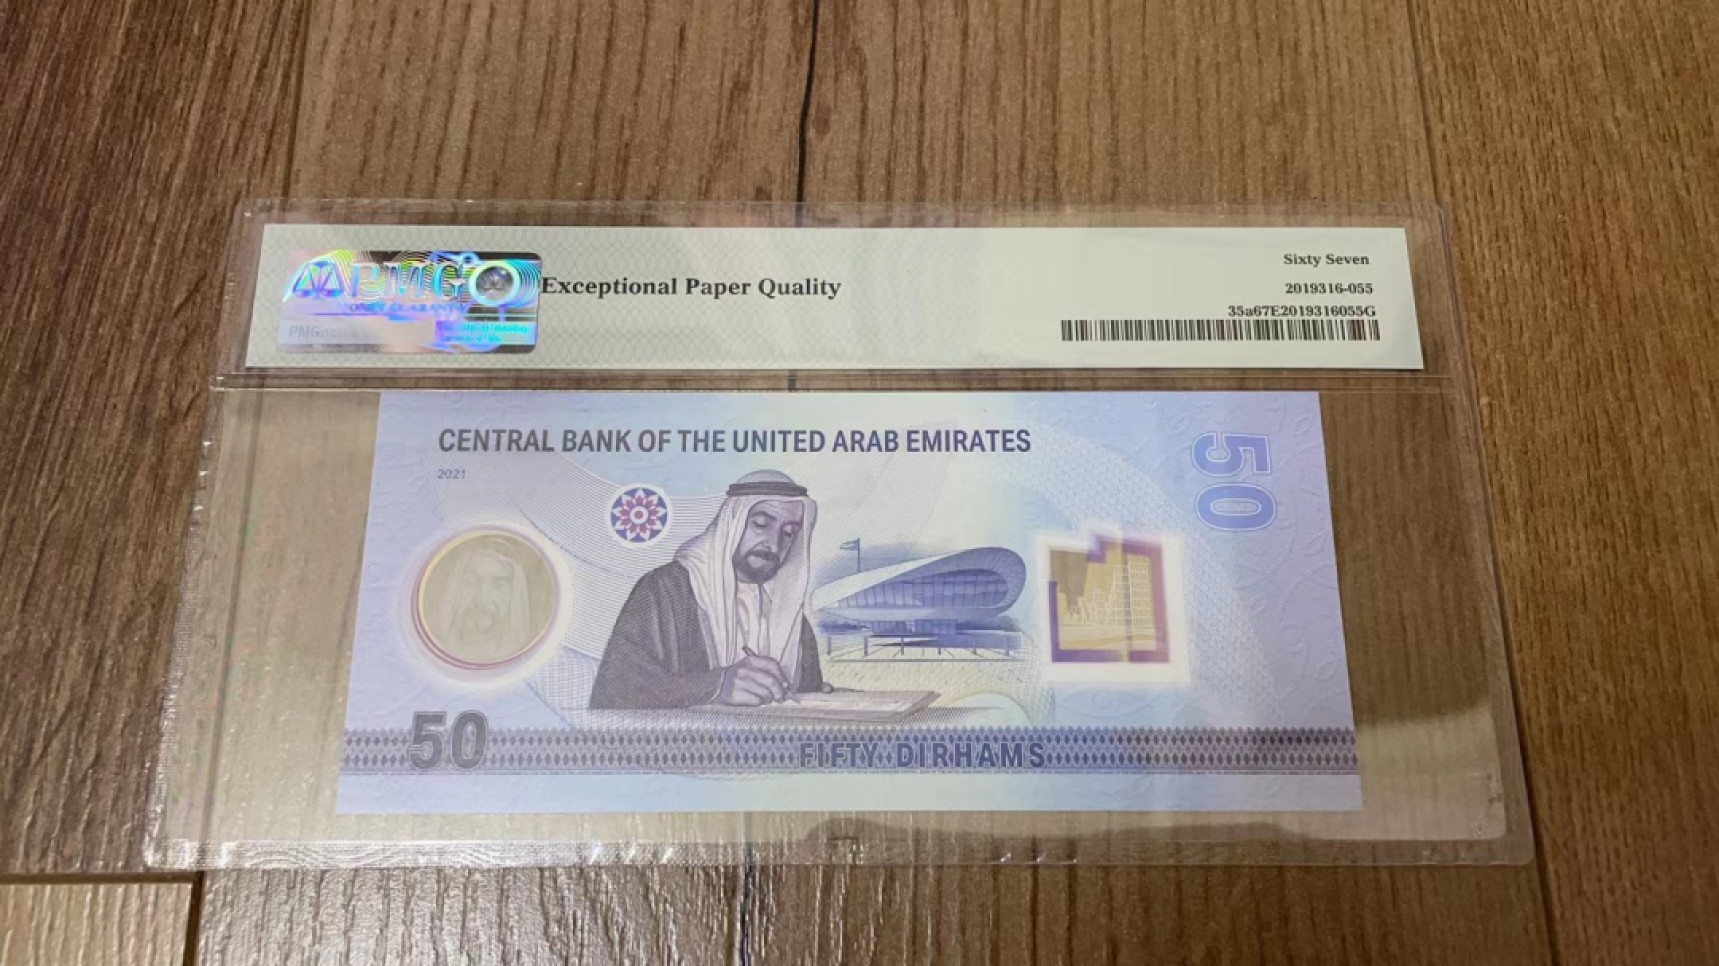 PMG
Exceptional Paper Quality
Sixty Seven
2019316-055
35a67E2019316055G
CENTRAL BANK OF THE UNITED ARAB EMIRATES
2021
50
50
FIFTY DIRHAMS